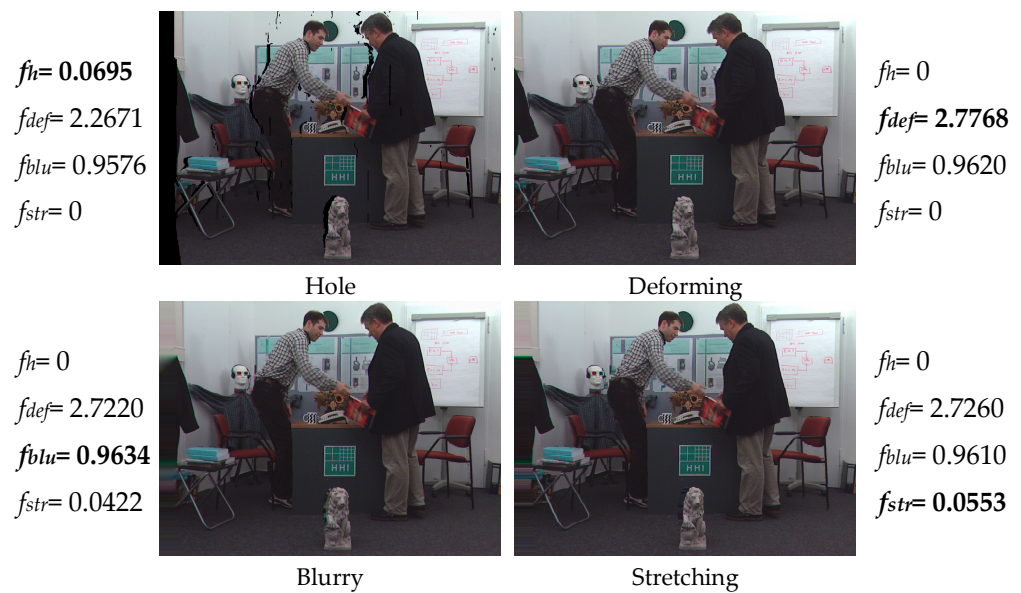 fh= 0.0695
fdef= 2.2671
fblu= 0.9576
fstr= 0
HHI
Hole
fh= 0
fdef= 2.7768
fblu= 0.9620
fstr= 0
HHI
Deforming
fh= 0
fdef= 2.7220
fblu= 0.9634
fstr= 0.0422
HHI
Blurry
fh= 0
fdef= 2.7260
fblu= 0.9610
fstr= 0.0553
HHI
Stretching